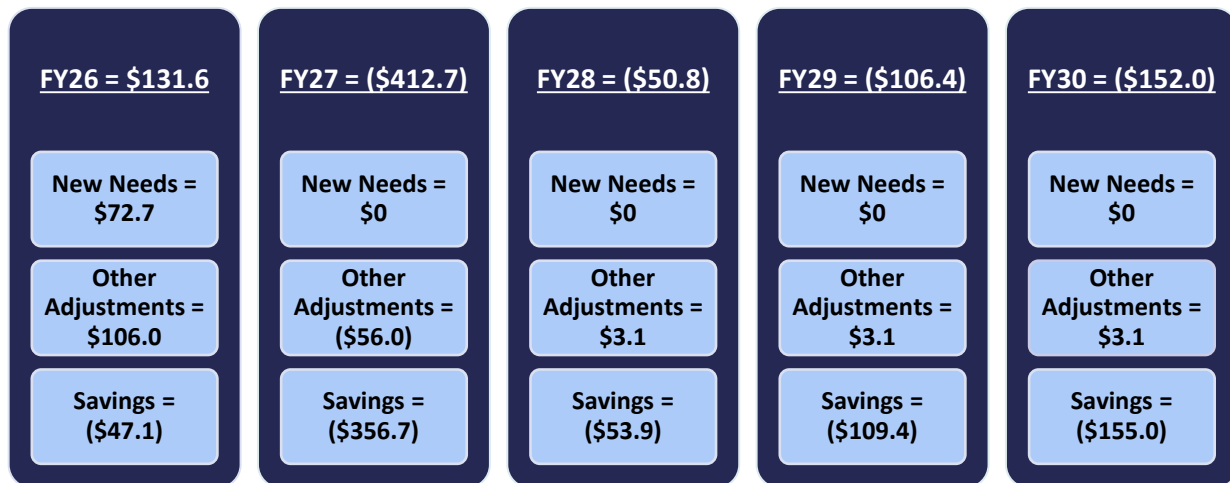 FY26 = $131.6
New Needs =
$72.7
Other
Adjustments =
$106.0
Savings =
($47.1)
FY27 = ($412.7)
New Needs =
$0
Other
Adjustments =
($56.0)
Savings =
($356.7)
FY28 = ($50.8)
New Needs =
$0
Other
Adjustments =
$3.1
Savings =
($53.9)
FY29 = ($106.4)
New Needs =
$0
Other
Adjustments =
$3.1
Savings =
($109.4)
FY30 = ($152.0)
New Needs =
$0
Other
Adjustments =
$3.1
Savings =
($155.0)